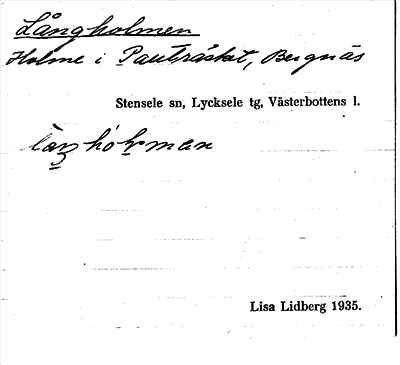 Långholmen
Holme i Pauträsket, Bergnäs
Stensele sn, Lycksele tg, Västerbottens l.
Lisa Lidberg 1935.